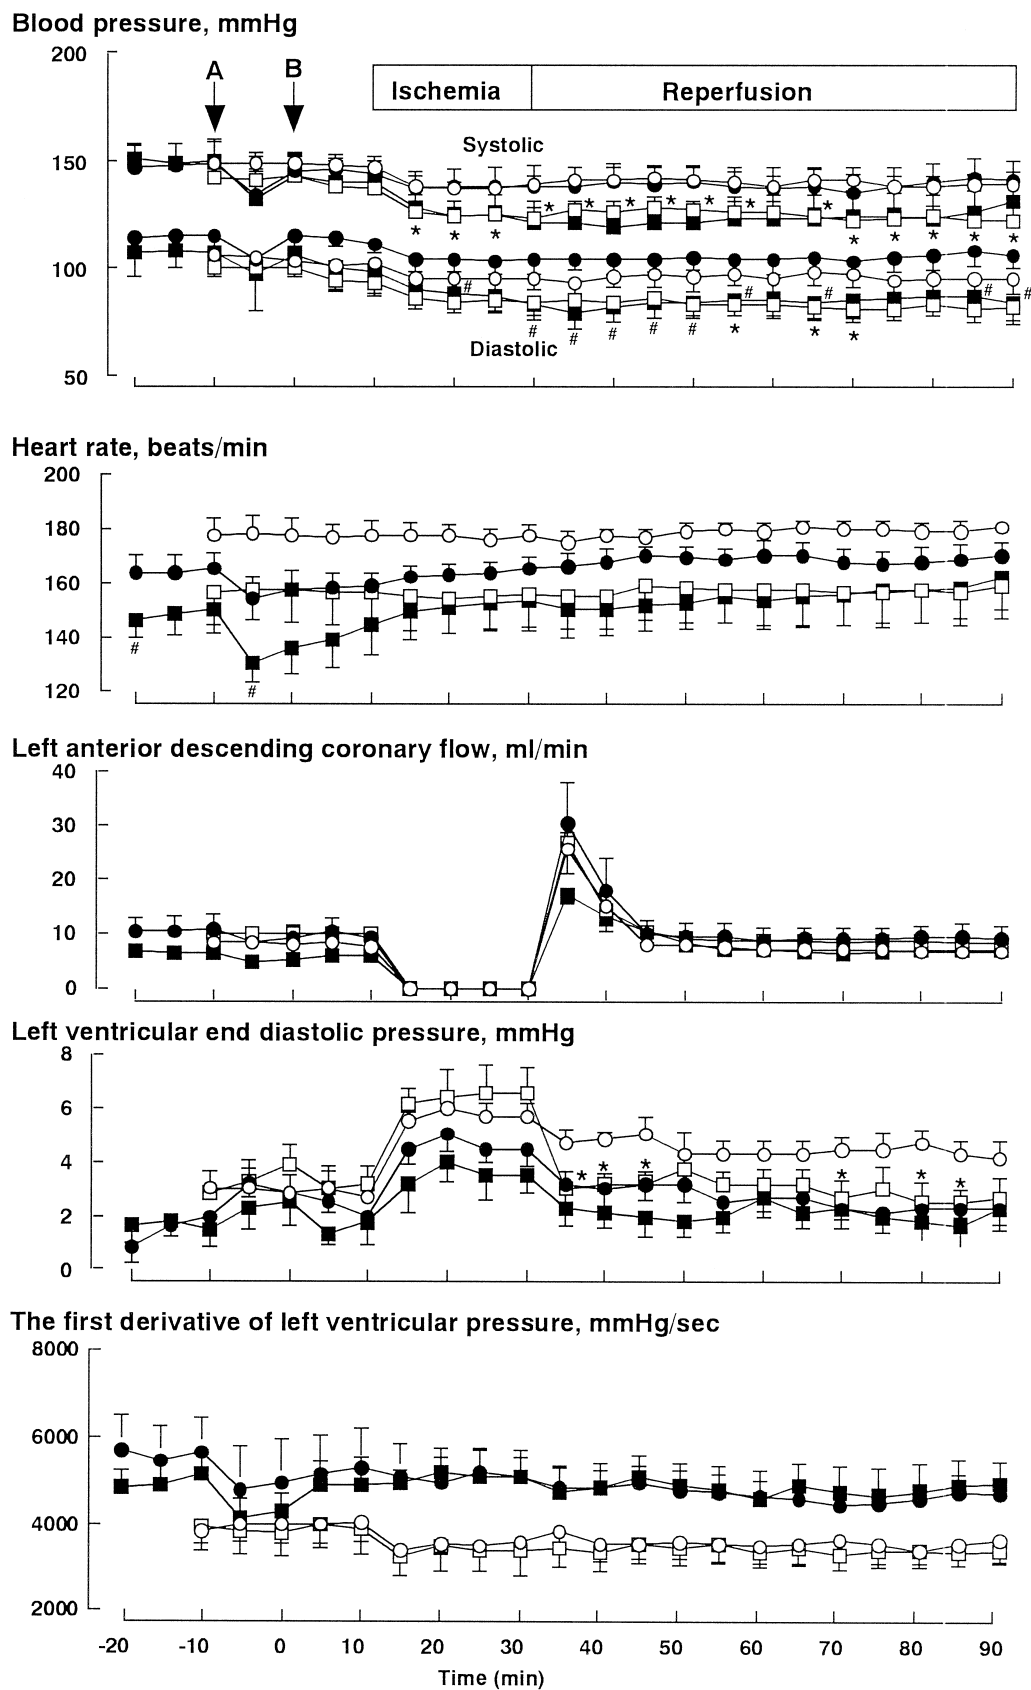 Blood pressure, mmHg
200
A B
Ischemia Reperfusion
Systolic
150
* * * * * * *
* * * * * * * *
100
# # # # #
# # # # # * * *
Diastolic
50
Heart rate, beats/min
200
180
160
140
#
#
120
Left anterior descending coronary flow, ml/min
40
30
20
10
0
Left ventricular end diastolic pressure, mmHg
8
6
4
* * * * * *
2
0
The first derivative of left ventricular pressure, mmHg/sec
8000
6000
4000
2000
-20 -10 0 10 20 30 40 50 60 70 80 90
Time (min)